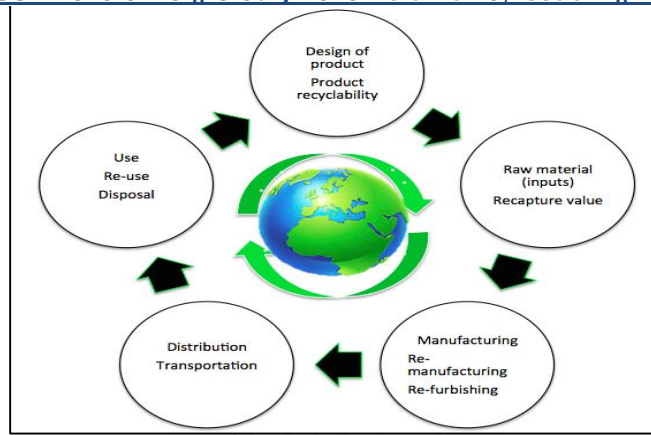 Design of
product
Product
recyclability
Raw material
(inputs)
Recapture value
Manufacturing
Re-
manufacturing
Re-furbishing
Distribution
Transportation
Use
Re-use
Disposal